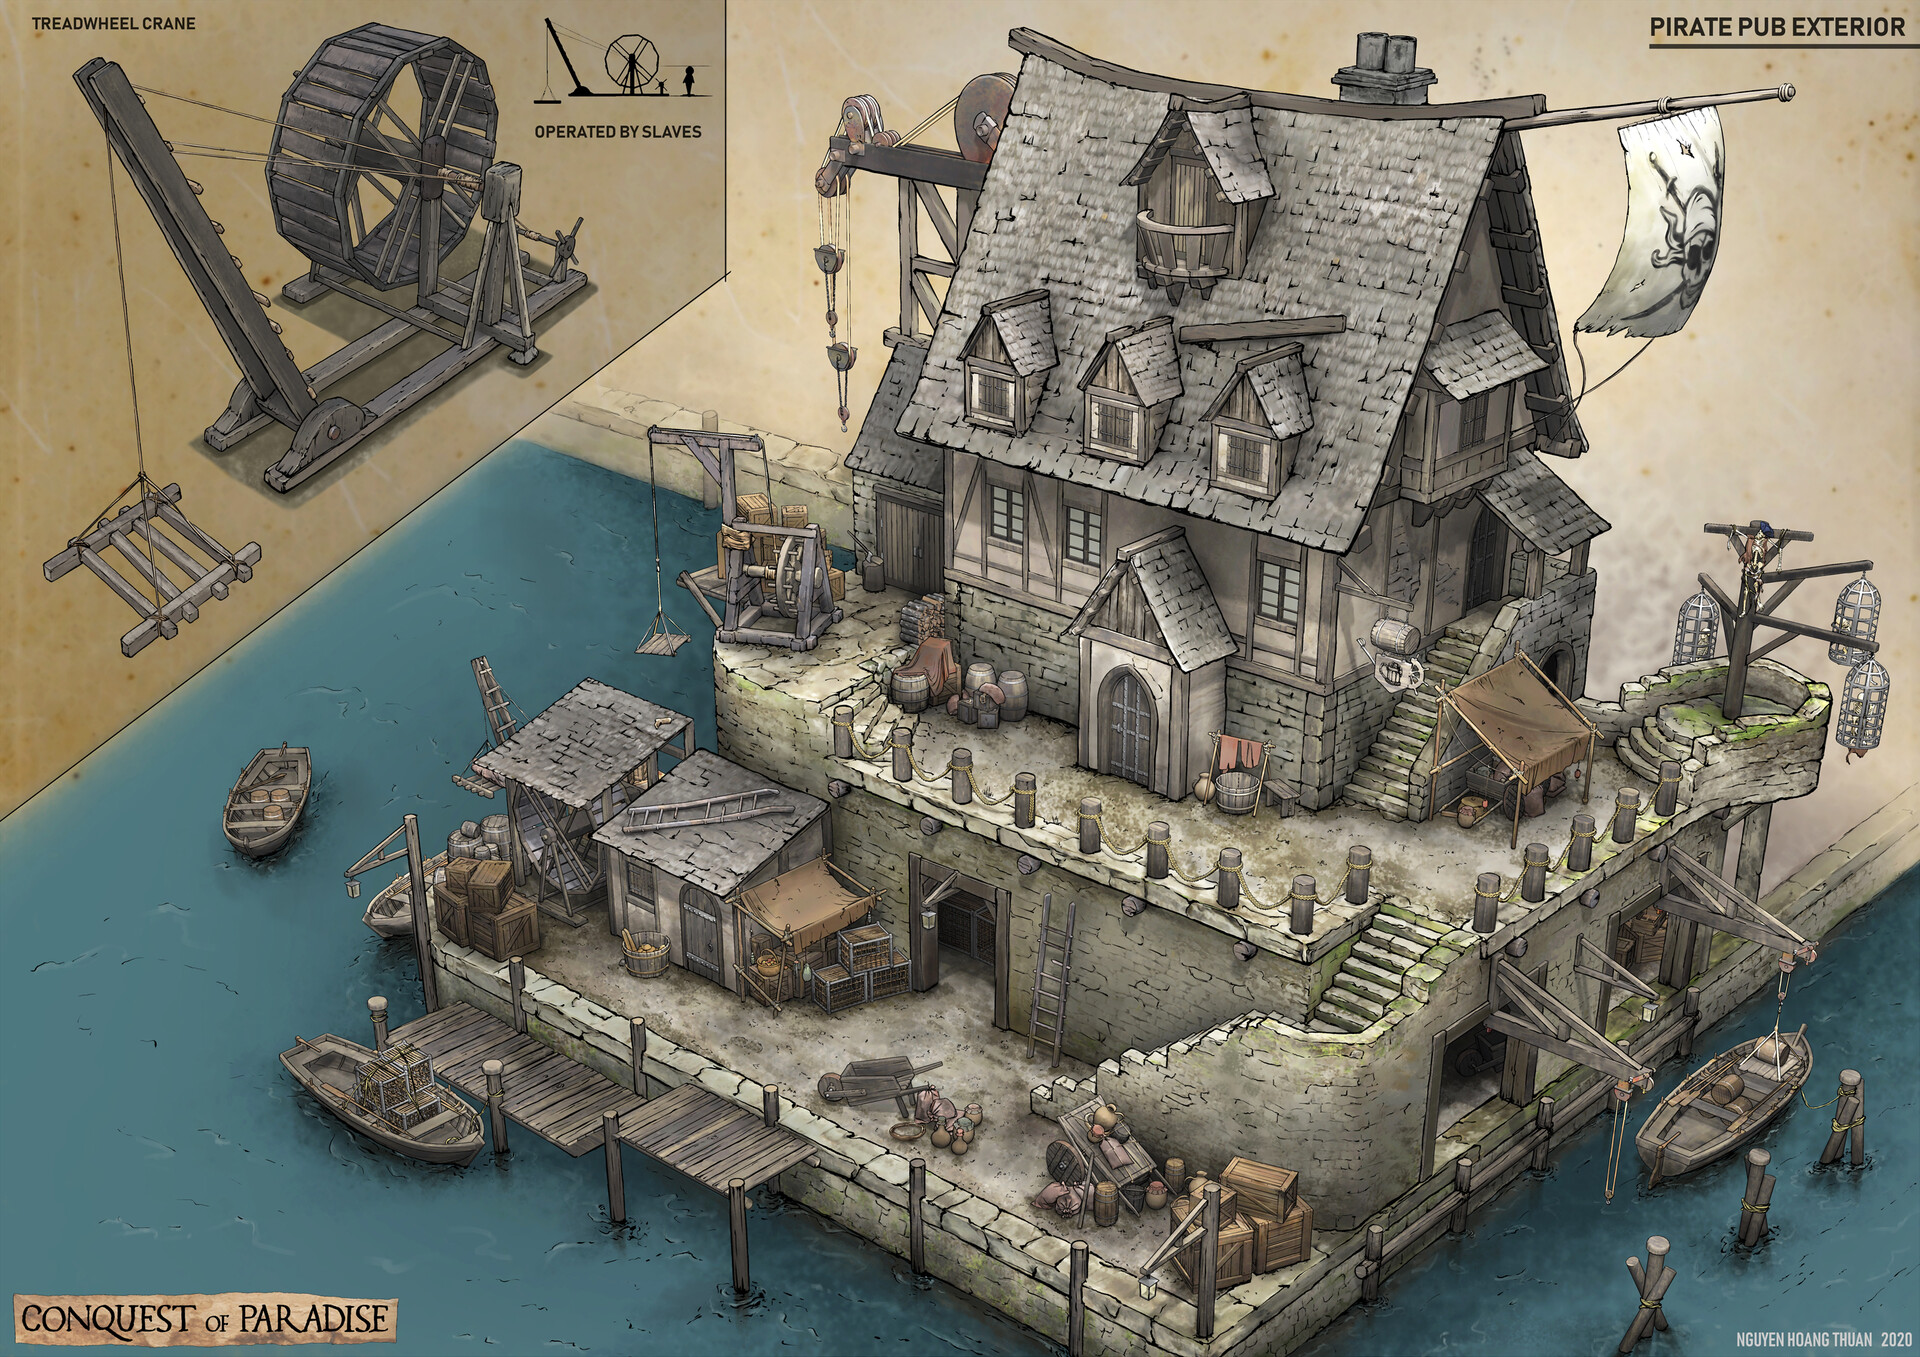 TREADWHEEL CRANE
OPERATED BY SLAVES
PIRATE PUB EXTERIOR
CONQUEST OF PARADISE
NGUYEN HOANG THUAN 2020